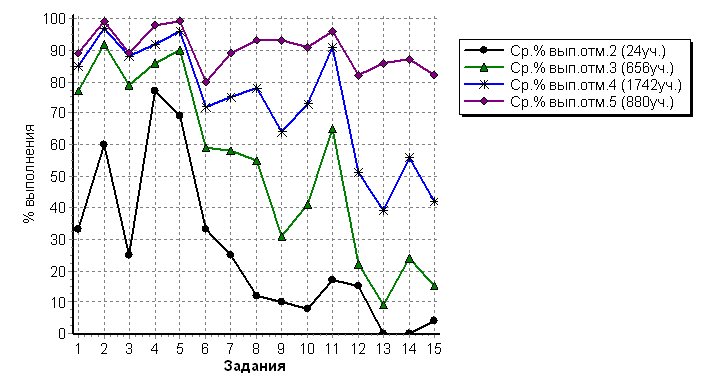 100
90
80
70
60
50
40
30
20
10
0
% выполнения
1 2 3 4 5 6 7 8 9 10 11 12 13 14 15
Задания
Ср.% вып.отм.2 (24уч.)
Ср.% вып.отм.3 (656уч.)
Ср.% вып.отм.4 (1742уч.)
Ср.% вып.отм.5 (880уч.)